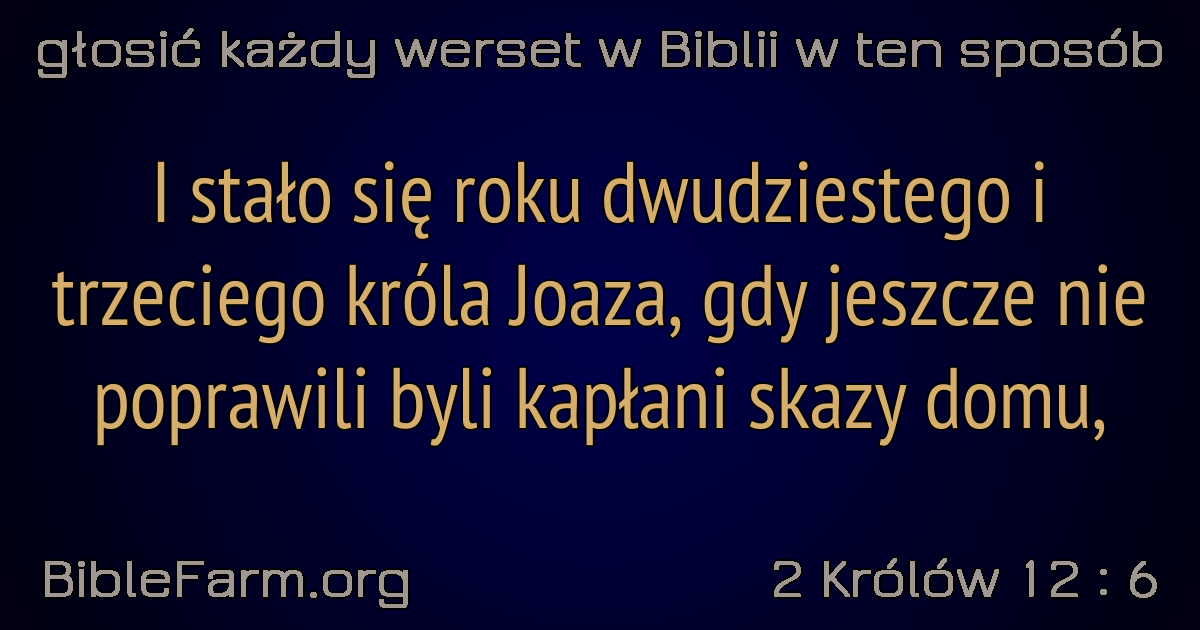 głosić każdy werset w Biblii w ten sposób
I stało się roku dwudziestego i
trzeciego króla Joaza, gdy jeszcze nie
poprawili byli kapłani skazy domu,
BibleFarm.org
2 Królów 12 : 6